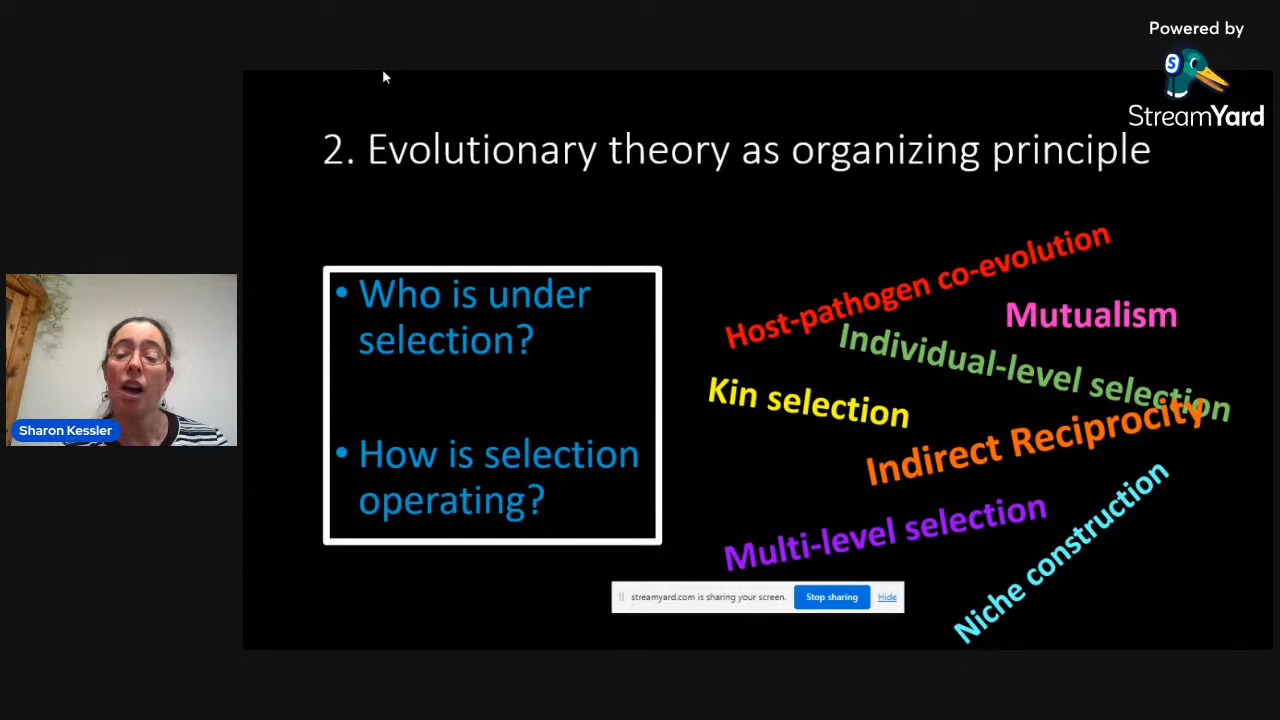 Powered by
S
StreamYard
2. Evolutionary theory as organizing principle
• Who is under
selection?
• How is selection
operating?
Host-pathogen co-evolution
Mutualism
Individual-level selection
Kin selection
Indirect Reciprocity
Multi-level selection
Niche construction
streamyard.com is sharing your screen.
Stop sharing
Hide
Sharon Kessler